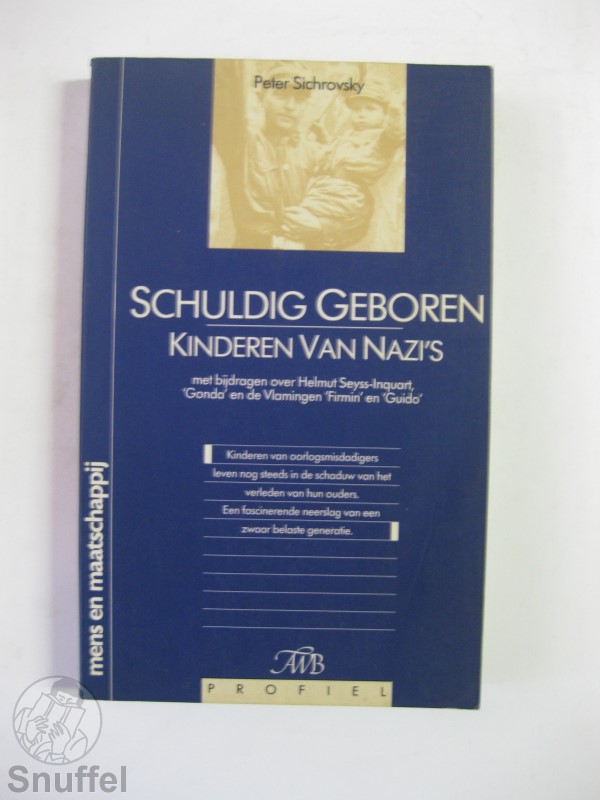 Peter Sichrovsky
SCHULDIG GEBOREN
KINDEREN VAN NAZI'S
met bijdragen over Helmut Seyss-Inquart,
'Gonda' en de Vlamingen 'Firmin' en 'Guido'
Kinderen van oorlogsmisdadigers
leven nog steeds in de schaduw van het
verleden van hun ouders.
Een fascinerende neerslag van een
zwaar belaste generatie.
mens en maatschappij
AWB
PROFIEL
Snuffel